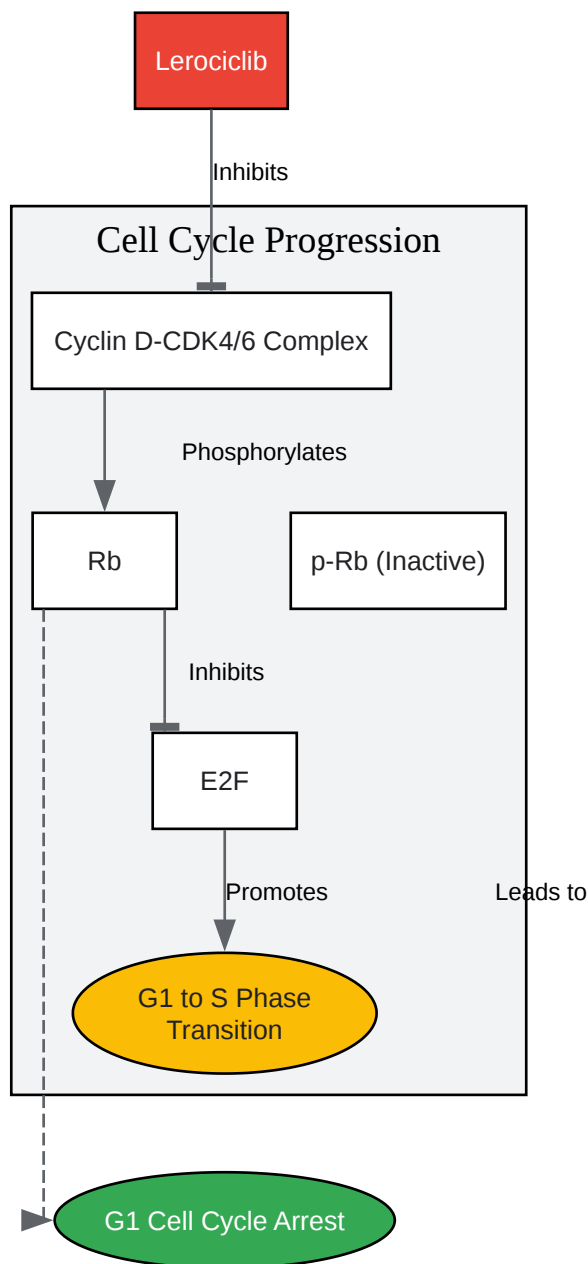 Lerociclib
Inhibits
Cell Cycle Progression
Cyclin D-CDK4/6 Complex
Phosphorylates
Rb
p-Rb (Inactive)
Inhibits
E2F
Promotes
Leads to
G1 to S Phase
Transition
G1 Cell Cycle Arrest